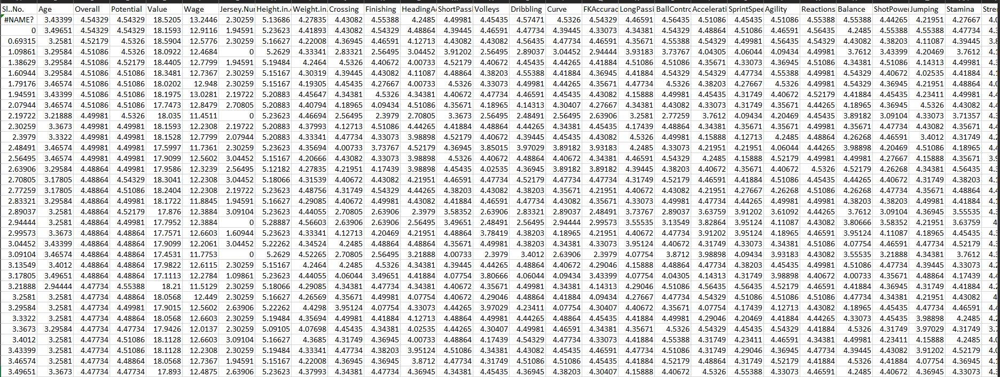 Sl..No. Age Overall Potential Value Wage Jersey.Nu Height.in. Weight.in. Crossing Finishing HeadingA ShortPassi Volleys Dribbling Curve FKAccurac LongPassi BallContro Accelerati SprintSpee Agility Reactions Balance ShotPowe Jumping Stamina Stre
#NAME? 3.43399 4.54329 4.54329 18.5205 13.2446 2.30259 5.13686 4.27835 4.43082 4.55388 4.2485 4.49981 4.45435 4.57471 4.5326 4.54329 4.46591 4.56435 4.51086 4.45435 4.51086 4.55388 4.55388 4.44265 4.21951 4.27667 4.0
0 3.49651 4.54329 4.54329 18.1593 12.9116 1.94591 5.23623 4.41893 4.43082 4.54329 4.48864 4.39445 4.46591 4.47734 4.39445 4.33073 4.34381 4.54329 4.48864 4.51086 4.46591 4.56435 4.2485 4.55388 4.55388 4.47734 4.3
0.69315 3.2581 4.52179 4.5326 18.5904 12.5776 2.30259 5.16627 4.22008 4.36945 4.46591 4.12713 4.43082 4.43082 4.56435 4.47734 4.46591 4.35671 4.55388 4.54329 4.49981 4.56435 4.54329 4.43082 4.38203 4.11087 4.39445 3.8
1.09861 3.29584 4.51086 4.5326 18.0922 12.4684 0 5.2629 4.33341 2.83321 2.56495 3.04452 3.91202 2.56495 2.89037 3.04452 2.94444 3.93183 3.73767 4.04305 4.06044 4.09434 4.49981 3.7612 3.43399 4.20469 3.7612 4.1
1.38629 3.29584 4.51086 4.52179 18.4405 12.7799 1.94591 5.19484 4.2464 4.5326 4.40672 4.00733 4.52179 4.40672 4.45435 4.44265 4.41884 4.51086 4.51086 4.35671 4.33073 4.36945 4.51086 4.34381 4.51086 4.14313 4.49981 4.3
1.60944 3.29584 4.51086 4.51086 18.3481 12.7367 2.30259 5.15167 4.30319 4.39445 4.43082 4.11087 4.48864 4.38203 4.55388 4.41884 4.36945 4.41884 4.54329 4.54329 4.47734 4.55388 4.49981 4.54329 4.40672 4.02535 4.41884 4.1
1.79176 3.46574 4.51086 4.51086 18.0202 12.948 2.30259 5.15167 4.19305 4.45435 4.27667 4.00733 4.5326 4.33073 4.49981 4.44265 4.35671 4.47734 4.5326 4.38203 4.27667 4.5326 4.49981 4.54329 4.36945 4.21951 4.48864 4.0
1.94591 3.43399 4.51086 4.51086 18.1975 13.0281 2.19722 5.20883 4.45647 4.34381 4.5326 4.34381 4.40672 4.47734 4.46591 4.45435 4.43082 4.15888 4.49981 4.45435 4.31749 4.40672 4.52179 4.41884 4.45435 4.23411 4.49981 4.4
2.07944 3.46574 4.51086 4.51086 17.7473 12.8479 2.70805 5.20883 4.40794 4.18965 4.09434 4.51086 4.35671 4.18965 4.14313 4.30407 4.27667 4.34381 4.43082 4.33073 4.31749 4.35671 4.44265 4.18965 4.36945 4.5326 4.43082 4.4
2.19722 3.21888 4.49981 4.5326 18.035 11.4511 0 5.23623 4.46694 2.56495 2.3979 2.70805 3.3673 2.56495 2.48491 2.56495 2.63906 3.2581 2.77259 3.7612 4.09434 4.20469 4.45435 3.89182 3.09104 4.33073 3.71357 4.3
2.30259 3.3673 4.49981 4.49981 18.1593 12.2308 2.19722 5.20883 4.37993 4.12713 4.51086 4.44265 4.41884 4.48864 4.44265 4.34381 4.45435 4.17439 4.48864 4.34381 4.35671 4.35671 4.49981 4.35671 4.47734 4.43082 4.35671 4.4
2.3979 3.3322 4.49981 4.49981 18.1528 12.7799 2.07944 5.20883 4.33341 4.47734 4.33073 3.98898 4.52179 4.40672 4.39445 4.45435 4.43082 4.5326 4.49981 4.15888 4.12713 4.2485 4.48864 4.26268 4.46591 3.4012 4.31749 4.2
2.48491 3.46574 4.49981 4.49981 17.5997 11.7361 2.30259 5.23623 4.35694 4.00733 3.73767 4.52179 4.36945 3.85015 3.97029 3.89182 3.93183 4.2485 4.33073 4.21951 4.21951 4.06044 4.44265 3.98898 4.20469 4.51086 4.18965 4.4
2.56495 3.46574 4.49981 4.49981 17.9099 12.5602 3.04452 5.15167 4.20666 4.43082 4.33073 3.98898 4.5326 4.40672 4.48864 4.40672 4.34381 4.46591 4.54329 4.2485 4.15888 4.52179 4.49981 4.49981 4.27667 4.15888 4.35671 3.9
2.63906 3.29584 4.48864 4.49981 17.9586 12.3239 2.56495 5.12182 4.27835 4.21951 4.17439 3.98898 4.45435 4.02535 4.36945 3.89182 3.89182 4.39445 4.38203 4.40672 4.35671 4.40672 4.5326 4.52179 4.26268 4.34381 4.56435 4.3
2.70805 3.17805 4.48864 4.54329 18.3041 12.2308 3.04452 5.18066 4.31539 4.40672 4.43082 4.21951 4.46591 4.47734 4.52179 4.47734 4.47734 4.31749 4.52179 4.46591 4.41884 4.51086 4.45435 4.44265 4.40672 4.31749 4.38203 4.1
2.77259 3.17805 4.48864 4.51086 18.2404 12.2308 2.19722 5.23623 4.48756 4.31749 4.54329 4.44265 4.38203 4.43082 4.38203 4.35671 4.21951 4.40672 4.43082 4.21951 4.27667 4.26268 4.51086 4.26268 4.47734 4.35671 4.48864 4.4
2.83321 3.29584 4.48864 4.49981 18.1722 11.8845 1.94591 5.16627 4.29085 4.40672 4.49981 4.43082 4.41884 4.46591 4.47734 4.43082 4.35671 4.33073 4.49981 4.47734 4.44265 4.49981 4.49981 4.38203 4.38203 4.49981 4.41884 4.1
2.89037 3.2581 4.48864 4.52179 17.876 12.3884 3.09104 5.23623 4.44055 2.70805 2.63906 2.3979 3.58352 2.63906 2.83321 2.89037 2.48491 3.73767 2.89037 3.63759 3.91202 3.61092 4.44265 3.7612 3.09104 4.36945 3.55535 4.3
2.94444 3.2581 4.48864 4.49981 17.7952 12.3884 0 5.28887 4.56603 2.63906 2.63906 2.56495 3.49651 2.48491 2.56495 2.94444 2.99573 3.55535 3.13549 3.82864 3.95124 4.11087 4.43082 3.80666 3.58352 4.21951 3.63759 4
2.99573 3.3673 4.48864 4.48864 17.7571 12.6603 1.60944 5.23623 4.33341 4.12713 4.20469 4.21951 4.48864 3.78419 4.38203 4.18965 4.21951 4.40672 4.47734 3.91202 3.95124 4.18965 4.46591 3.95124 4.11087 4.18965 4.45435 4.3
3.04452 3.43399 4.48864 4.48864 17.9099 12.2061 3.04452 5.22262 4.34524 4.2485 4.48864 4.48864 4.35671 4.49981 4.38203 4.34381 4.33073 3.95124 4.40672 4.31749 4.33073 4.34381 4.51086 4.07754 4.46591 4.47734 4.52179 4.3
3.09104 3.46574 4.48864 4.48864 17.4531 11.7753 0 5.2629 4.52265 2.70805 2.56495 3.21888 4.00733 2.3979 3.4012 2.63906 2.3979 4.07754 3.8712 3.98898 4.09434 3.93183 4.43082 3.55535 3.21888 4.34381 3.7612 4.3
3.13549 3.4012 4.48864 4.48864 17.9822 12.6115 2.30259 5.15167 4.2464 4.2485 4.5326 4.34381 4.39445 4.44265 4.48864 4.40672 4.29046 4.15888 4.48864 4.47734 4.38203 4.45435 4.49981 4.51086 4.47734 4.39445 4.33073 4.2
3.17805 3.49651 4.48864 4.48864 17.1113 12.2784 1.09861 5.23623 4.44055 4.06044 3.49651 4.41884 4.07754 3.80666 4.06044 4.09434 3.43399 4.07754 4.04305 4.14313 4.31749 3.98898 4.40672 4.00733 4.35671 4.48864 4.17439 4.4
3.21888 2.94444 4.47734 4.55388 18.21 11.5129 2.30259 5.18066 4.29085 4.34381 4.47734 4.34381 4.40672 4.35671 4.49981 4.34381 4.14313 4.29046 4.51086 4.56435 4.56435 4.52179 4.46591 4.41884 4.36945 4.31749 4.41884 4.2
3.2581 3.2581 4.47734 4.48864 18.0568 12.449 2.30259 5.16627 4.26569 4.35671 4.49981 4.07754 4.40672 4.29046 4.48864 4.41884 4.09434 4.27667 4.47734 4.54329 4.51086 4.51086 4.51086 4.47734 4.34381 4.21951 4.43082 4
3.29584 3.2581 4.47734 4.49981 17.9015 12.5602 2.63906 5.22262 4.4298 3.95124 4.07754 4.33073 4.44265 3.97029 4.23411 4.07754 4.30407 4.40672 4.35671 4.07754 4.17439 4.12713 4.43082 4.18965 4.45435 4.47734 4.46591 4.4
3.3322 3.2581 4.47734 4.48864 18.0568 12.6603 2.30259 5.19484 4.35694 4.49981 4.41884 4.12713 4.48864 4.49981 4.44265 4.48864 4.45435 4.41884 4.49981 4.29046 4.20469 4.41884 4.44265 4.33073 4.45435 3.98898 4.2485 4.2
3.3673 3.29584 4.47734 4.47734 17.9426 12.0137 2.30259 5.09105 4.07698 4.45435 4.34381 4.02535 4.44265 4.30407 4.49981 4.46591 4.34381 4.35671 4.5326 4.54329 4.45435 4.54329 4.41884 4.5326 4.31749 3.97029 4.31749 3.7
3.4012 3.2581 4.47734 4.51086 18.1128 12.6603 3.09104 5.16627 4.3685 4.31749 4.36945 4.00733 4.48864 4.17439 4.54329 4.47734 4.33073 4.41884 4.55388 4.31749 4.23411 4.46591 4.34381 4.49981 4.23411 4.15888 4.2485 4.0
3.43399 3.2581 4.47734 4.51086 18.1128 12.2308 2.30259 5.19484 4.33341 4.47734 4.38203 3.95124 4.51086 4.34381 4.43082 4.45435 4.46591 4.47734 4.51086 4.31749 4.29046 4.36945 4.47734 4.39445 4.43082 3.91202 4.52179 4.0
3.46574 3.2581 4.47734 4.48864 18.0568 12.7367 1.94591 5.15167 4.22008 4.36945 4.36945 3.8712 4.47734 4.31749 4.51086 4.51086 4.45435 4.41884 4.52179 4.48864 4.31749 4.52179 4.41884 4.5326 4.41884 4.07754 4.36945 4.1
3.49651 3.3673 4.47734 4.47734 17.893 12.4875 2.63906 5.23623 4.37993 4.34381 4.47734 4.36945 4.34381 4.45435 4.36945 4.38203 4.30407 4.15888 4.40672 4.5326 4.55388 4.33073 4.46591 4.2485 4.40672 4.36945 4.33073 4.3